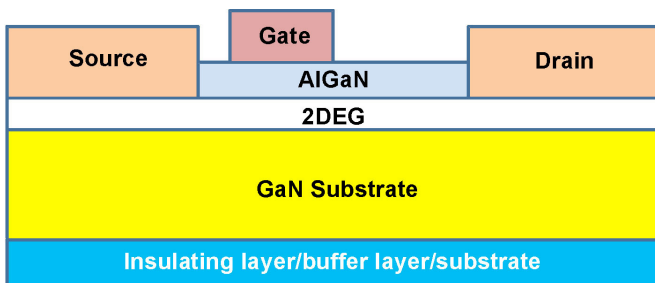 Gate
Source
Drain
AlGaN
2DEG
GaN Substrate
Insulating layer/buffer layer/substrate